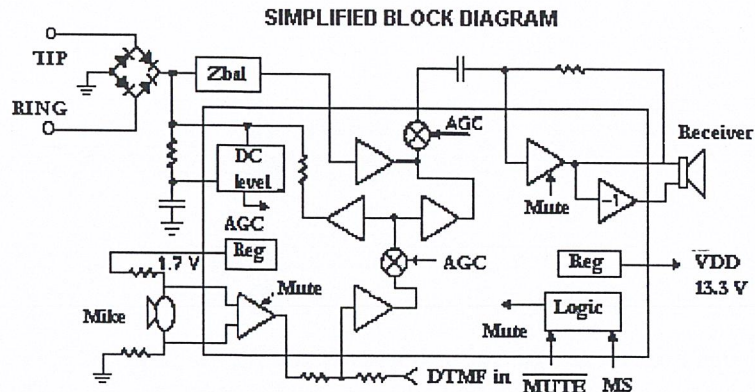 SIMPLIFIED BLOCK DIAGRAM
TIP
RING
Zbal
AGC
Receiver
DC
level
AGC
Mute
-1
Reg
1.7 V
AGC
Reg
VDD
13.3 V
Mike
Mute
Logic
Mute
DTMF in
MUTE
MS